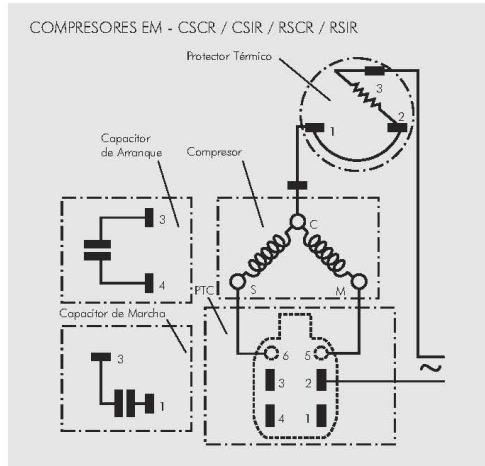 COMPRESORES EM - CSCR / CSIR / RSCR / RSIR
Protector Térmico
3
2
1
Capacitor
de Arranque
Compresor
3
4
C
S
M
PTC
Capacitor de Marcha
3
1
6
5
3
2
4
1
~